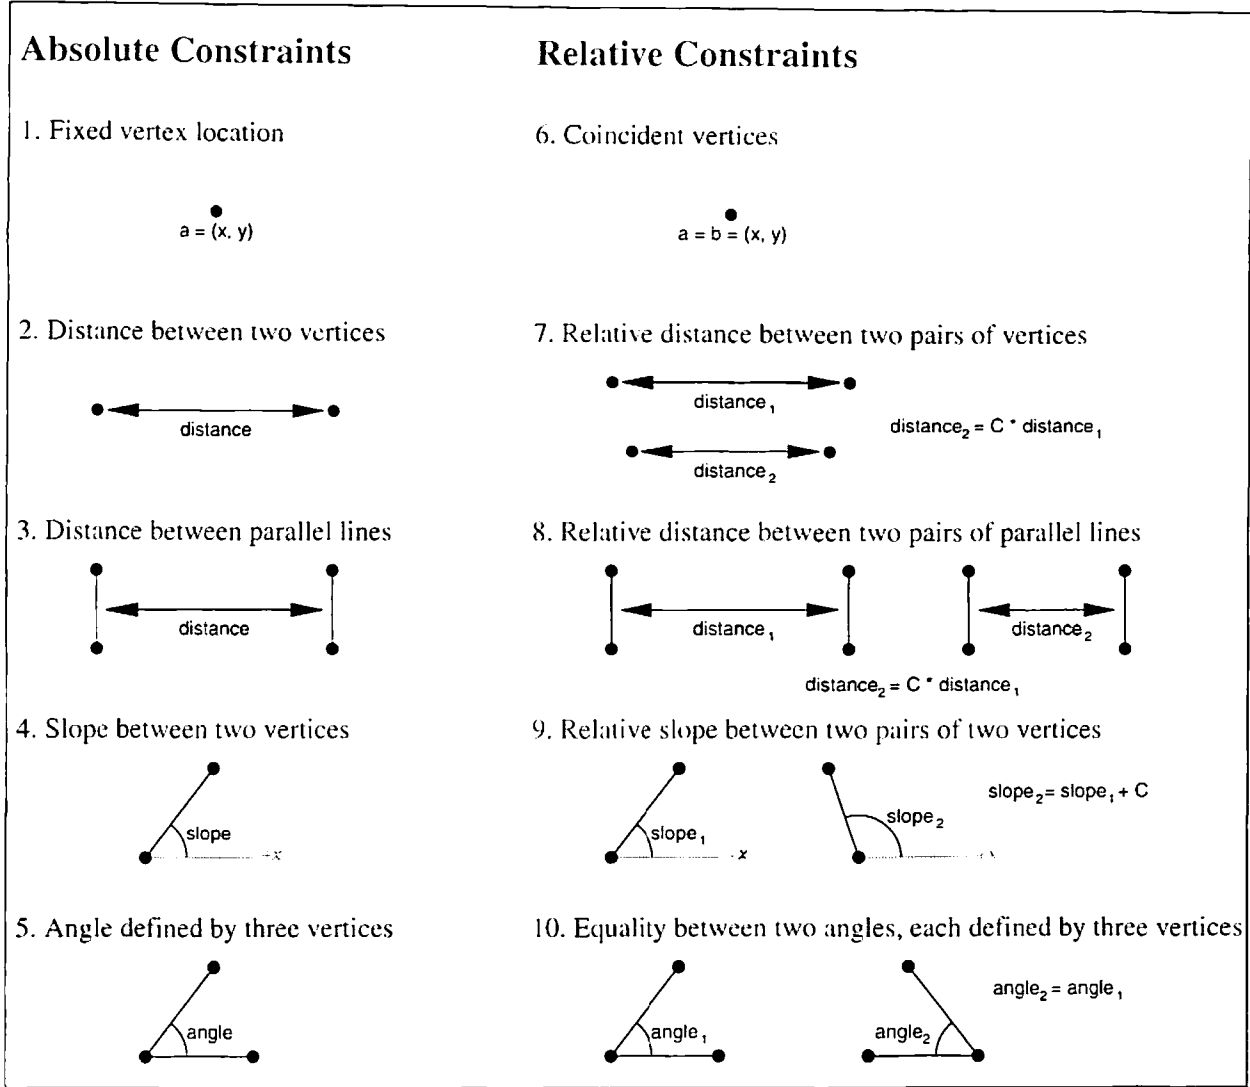 Absolute Constraints
1. Fixed vertex location
a = (x, y)
2. Distance between two vertices
distance
3. Distance between parallel lines
distance
4. Slope between two vertices
slope
x
5. Angle defined by three vertices
angle
Relative Constraints
6. Coincident vertices
a = b = (x, y)
7. Relative distance between two pairs of vertices
distance₁
distance₂ = C * distance₁
distance₂
8. Relative distance between two pairs of parallel lines
distance₁
distance₂
distance₂ = C * distance₁
9. Relative slope between two pairs of two vertices
slope₂ = slope₁ + C
slope₁
x
slope₂
10. Equality between two angles, each defined by three vertices
angle₂ = angle₁
angle₁
angle₂